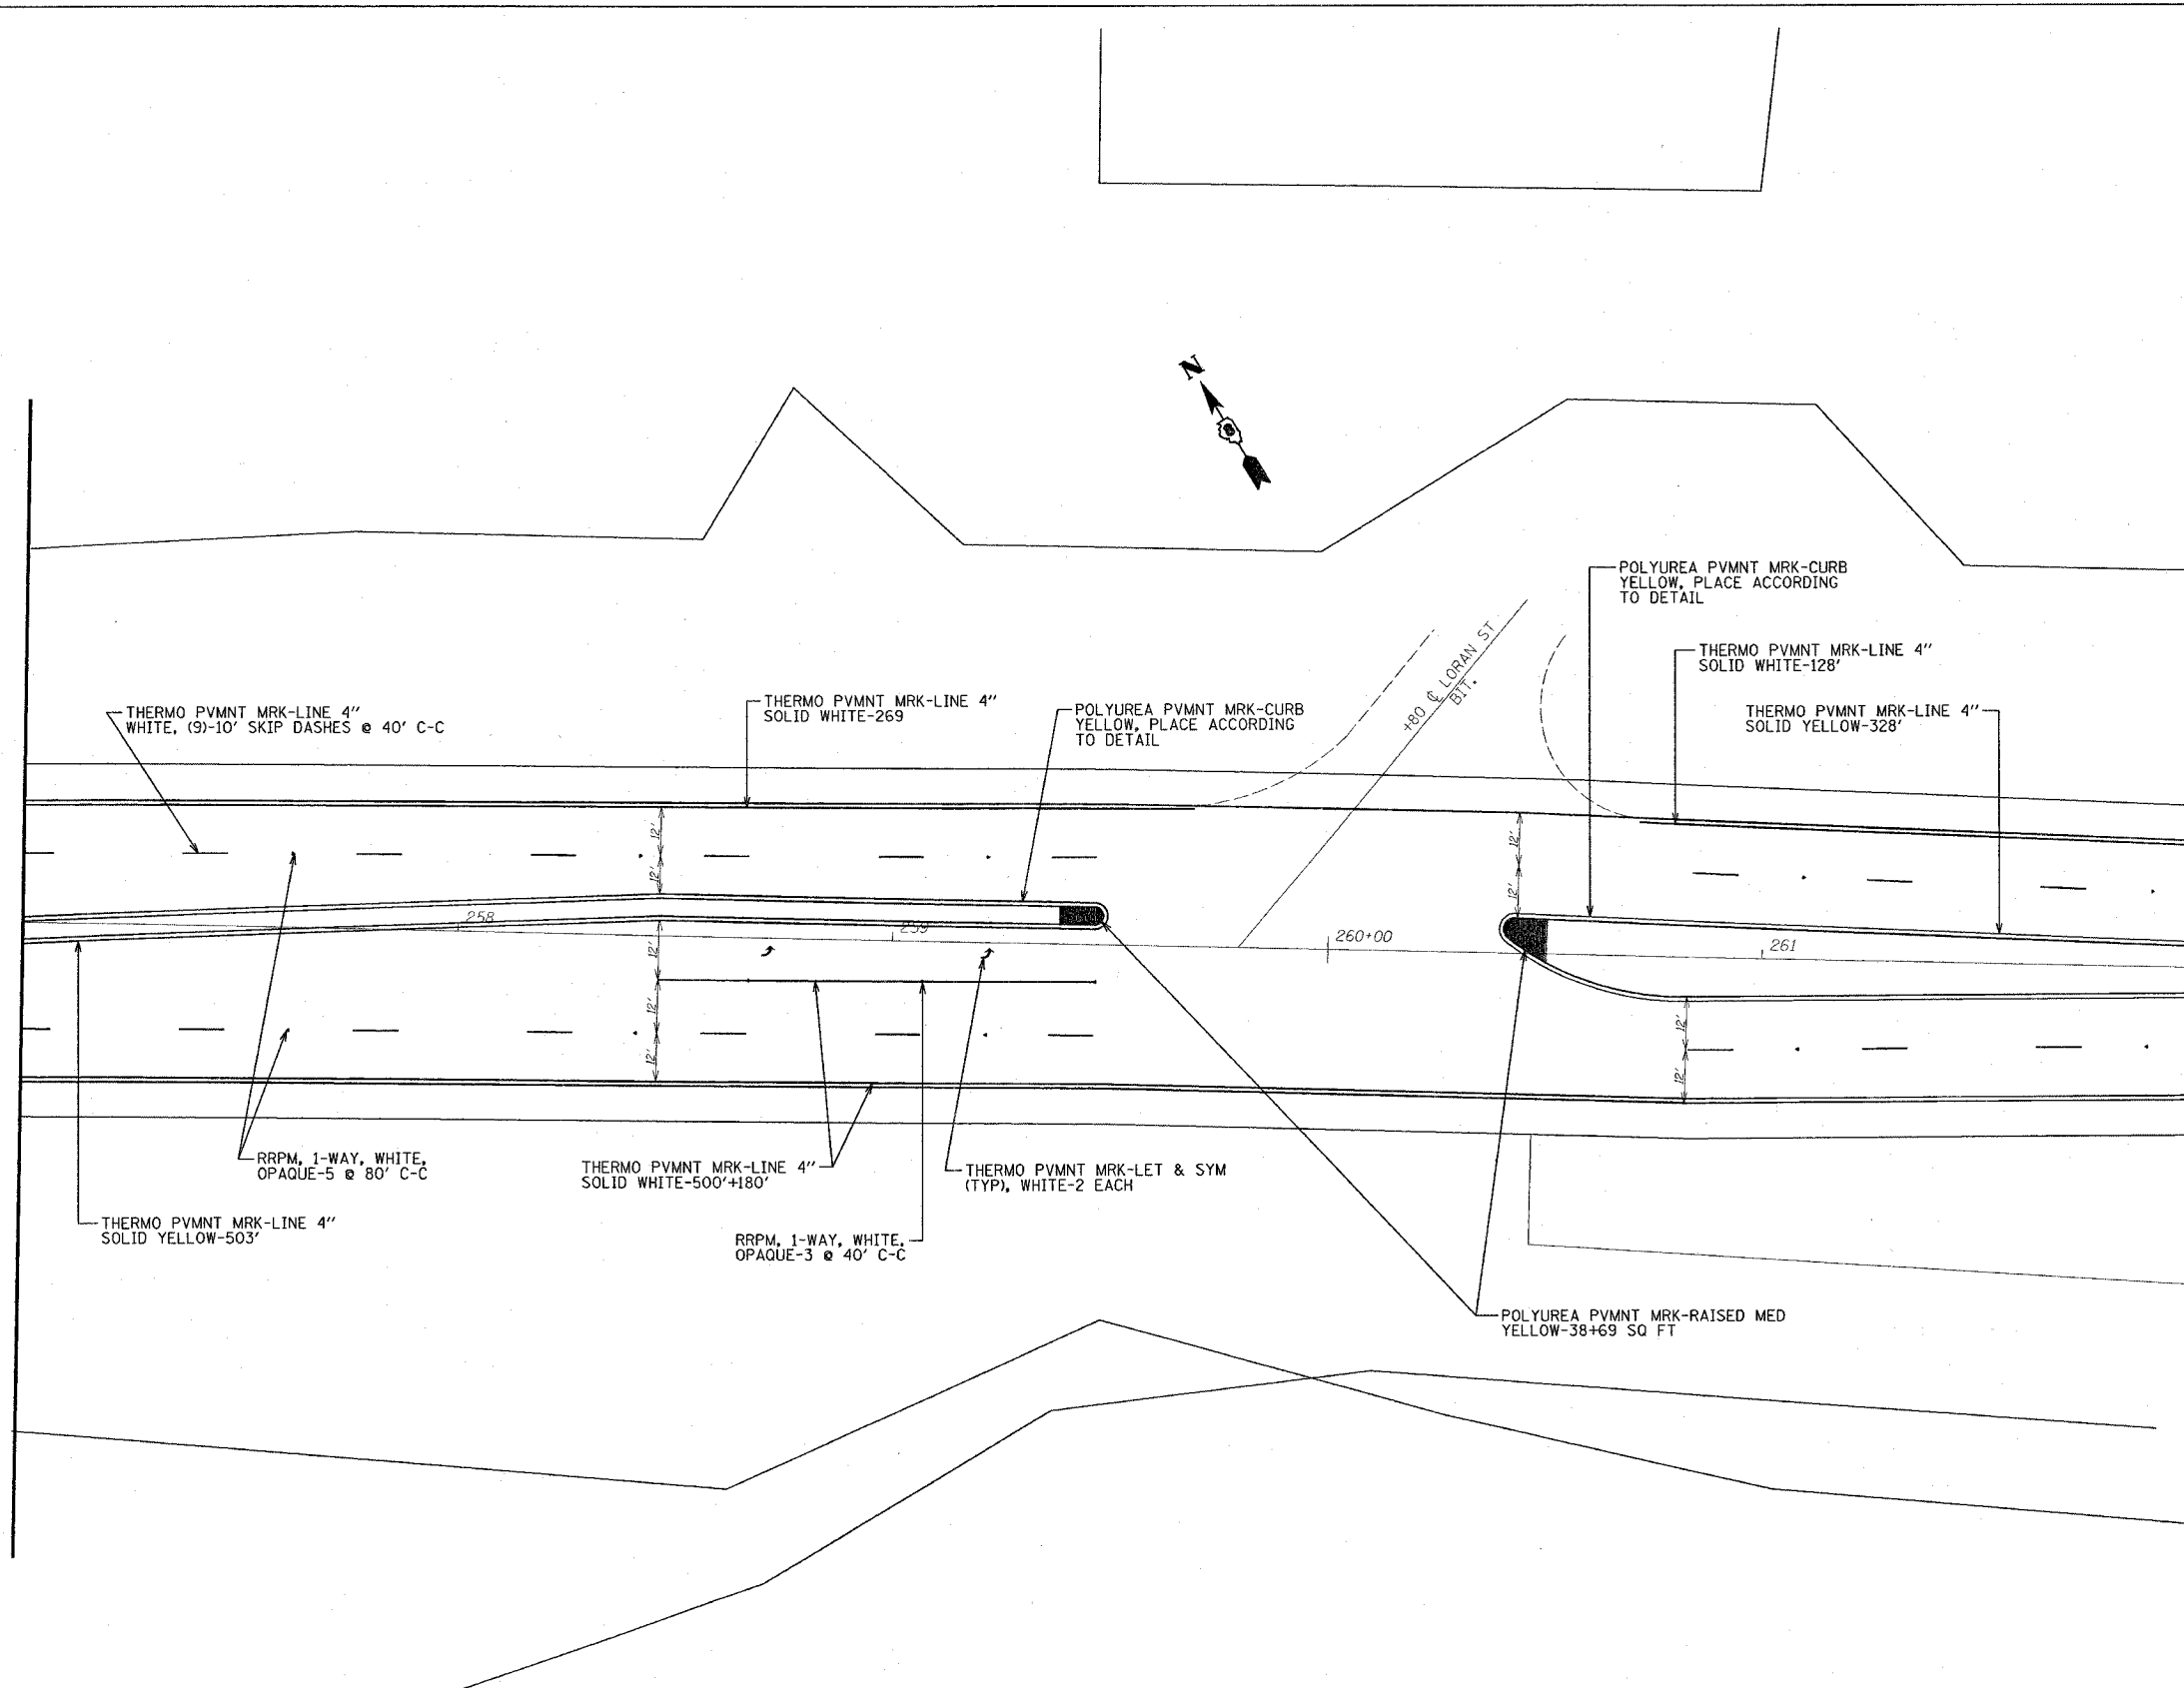 N
POLYUREA PVMNT MRK-CURB
YELLOW, PLACE ACCORDING
TO DETAIL
THERMO PVMNT MRK-LINE 4"
SOLID WHITE-128'
THERMO PVMNT MRK-LINE 4"
SOLID YELLOW-328'
+80 ℄ LORAN ST
BIT.
THERMO PVMNT MRK-LINE 4"
WHITE, (9)-10' SKIP DASHES @ 40' C-C
THERMO PVMNT MRK-LINE 4"
SOLID WHITE-269
POLYUREA PVMNT MRK-CURB
YELLOW, PLACE ACCORDING
TO DETAIL
12'
12'
12'
12'
258
259
260+00
261
12'
12'
12'
12'
12'
RRPM, 1-WAY, WHITE,
OPAQUE-5 @ 80' C-C
THERMO PVMNT MRK-LINE 4"
SOLID WHITE-500'+180'
THERMO PVMNT MRK-LET & SYM
(TYP), WHITE-2 EACH
THERMO PVMNT MRK-LINE 4"
SOLID YELLOW-503'
RRPM, 1-WAY, WHITE,
OPAQUE-3 @ 40' C-C
POLYUREA PVMNT MRK-RAISED MED
YELLOW-38+69 SQ FT